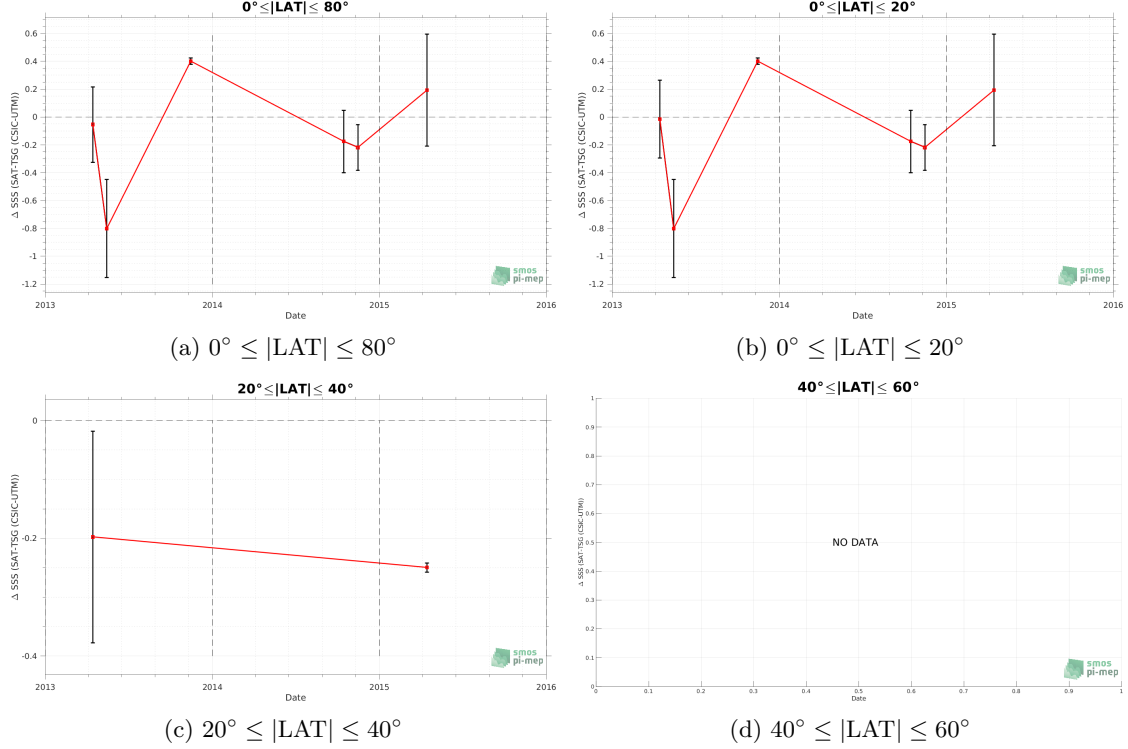 0°≤|LAT|≤ 80°
Δ SSS (SAT-TSG (CSIC-UTM))
0.6
0.4
0.2
0
-0.2
-0.4
-0.6
-0.8
-1
-1.2
2013
2014
2015
2016
Date
smos
pi-mep
(a) 0° ≤ |LAT| ≤ 80°
0°≤|LAT|≤ 20°
Δ SSS (SAT-TSG (CSIC-UTM))
0.6
0.4
0.2
0
-0.2
-0.4
-0.6
-0.8
-1
-1.2
2013
2014
2015
2016
Date
smos
pi-mep
(b) 0° ≤ |LAT| ≤ 20°
20°≤|LAT|≤ 40°
Δ SSS (SAT-TSG (CSIC-UTM))
0
-0.2
-0.4
2013
2014
2015
2016
Date
smos
pi-mep
(c) 20° ≤ |LAT| ≤ 40°
40°≤|LAT|≤ 60°
Δ SSS (SAT-TSG (CSIC-UTM))
1
0.9
0.8
0.7
0.6
0.5
0.4
0.3
0.2
0.1
0
NO DATA
0
0.1
0.2
0.3
0.4
0.5
0.6
0.7
0.8
0.9
1
Date
smos
pi-mep
(d) 40° ≤ |LAT| ≤ 60°